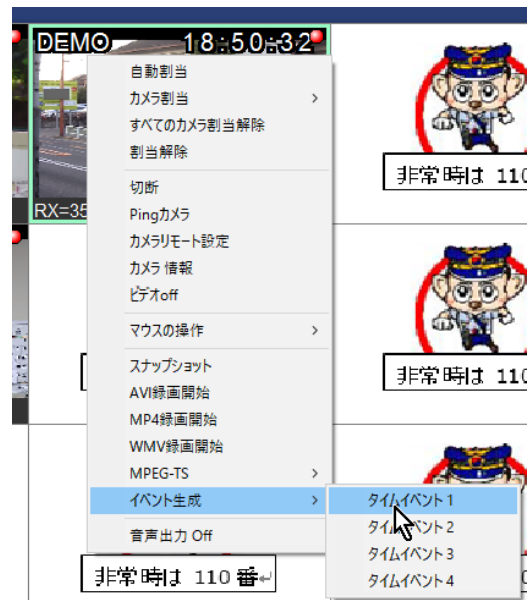 DEMO 18:50:32
自動割当
カメラ割当
すべてのカメラ割当解除
割当解除
切断
Pingカメラ
カメラリモート設定
カメラ情報
ビデオoff
マウスの操作
スナップショット
AVI録画開始
MP4録画開始
WMV録画開始
MPEG-TS
イベント生成
音声出力 Off
タイムイベント1
タイムイベント2
タイムイベント3
タイムイベント4
RX=35
非常時は 110
非常時は 110
非常時は 110 番